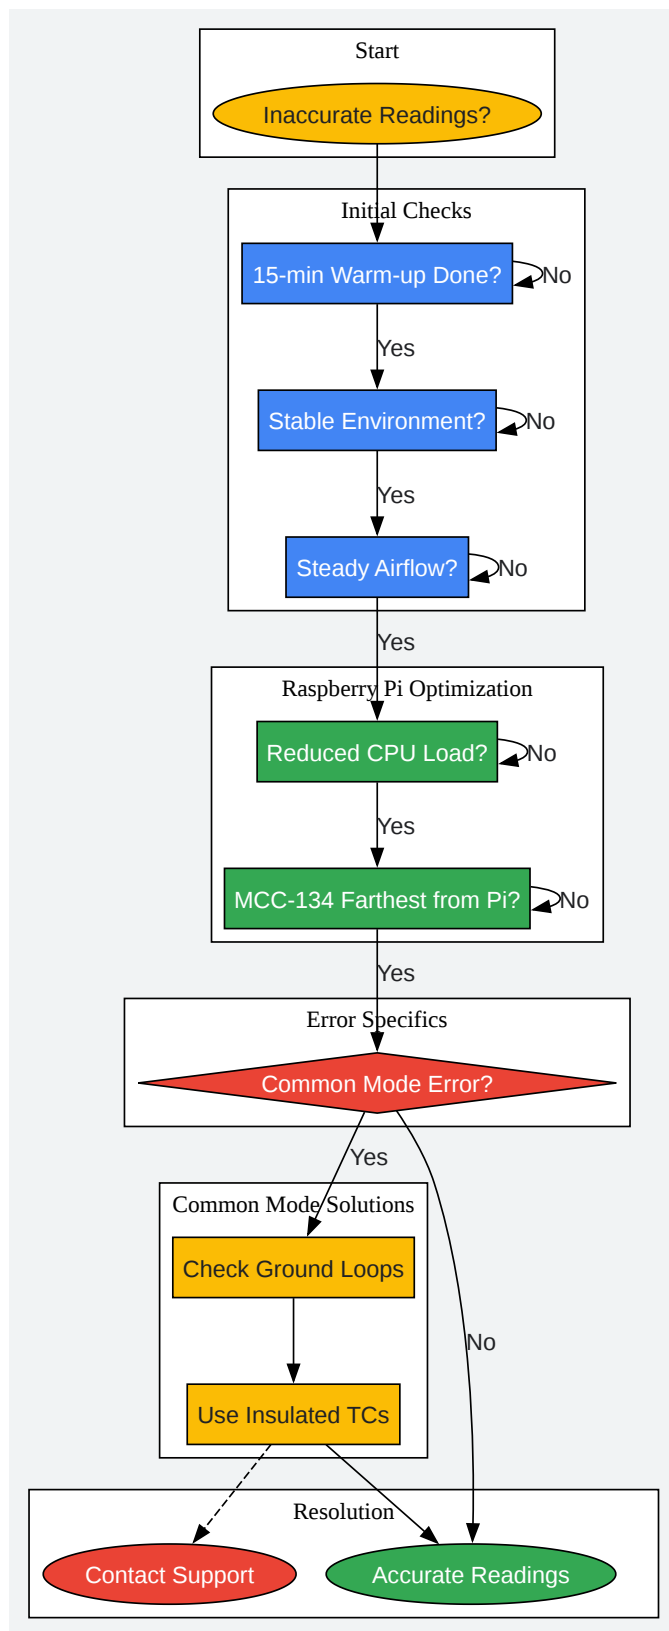 Start
Inaccurate Readings?
Initial Checks
15-min Warm-up Done?
No
Yes
Stable Environment?
No
Yes
Steady Airflow?
No
Yes
Raspberry Pi Optimization
Reduced CPU Load?
No
Yes
MCC-134 Farthest from Pi?
No
Yes
Error Specifics
Common Mode Error?
Yes
Common Mode Solutions
Check Ground Loops
No
Use Insulated TCs
Resolution
Contact Support
Accurate Readings